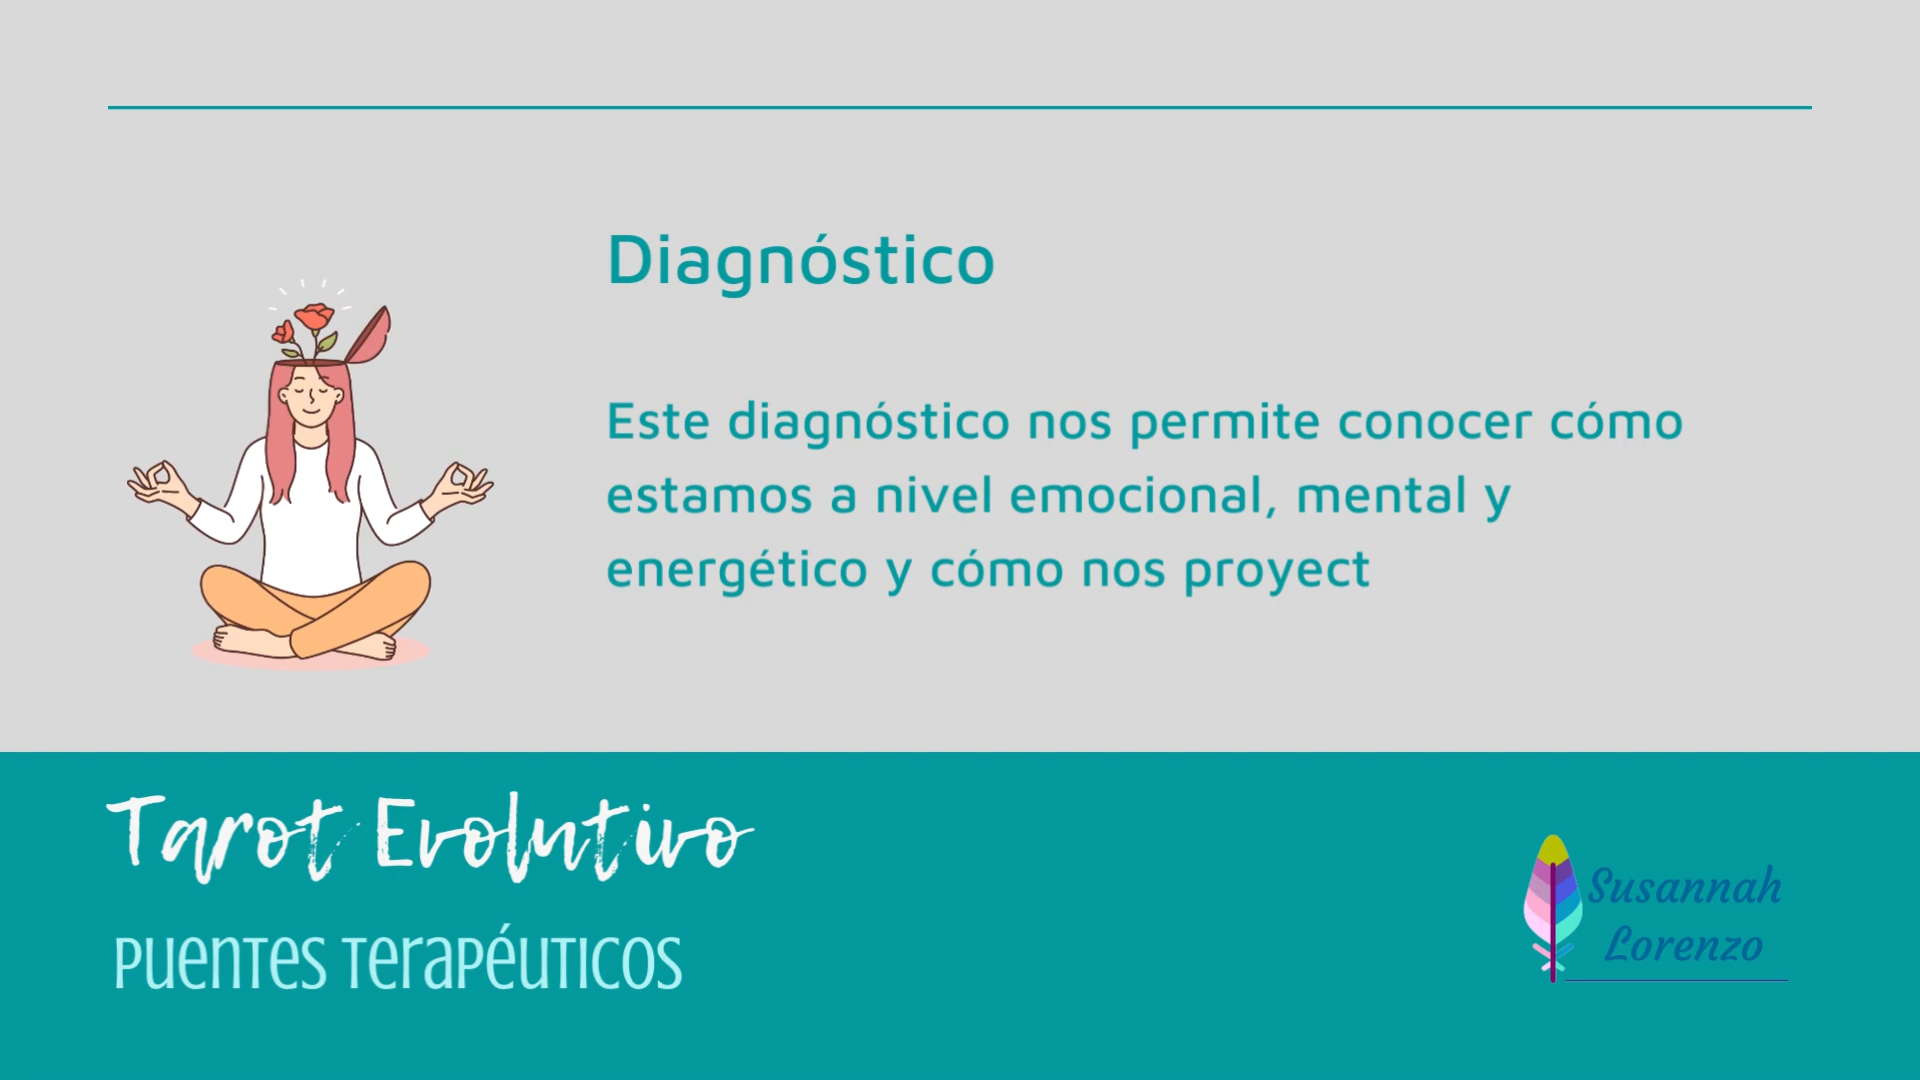 Diagnóstico
Este diagnóstico nos permite conocer cómo
estamos a nivel emocional, mental y
energético y cómo nos proyect
Tarot Evolutivo
Puentes Terapéuticos
Susannah
Lorenzo